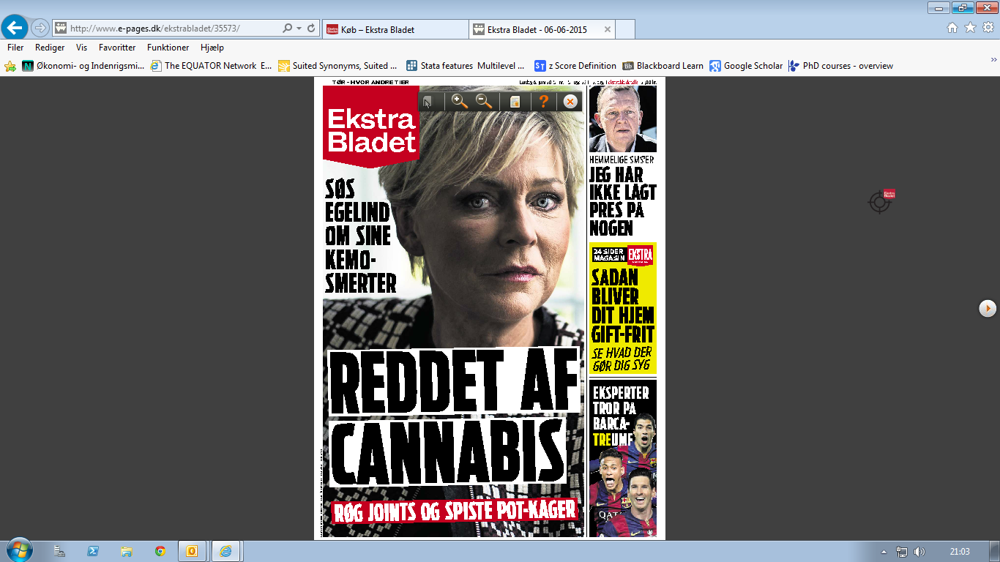 http://www.e-pages.dk/ekstrabladet/35573/
Køb – Ekstra Bladet
Ekstra Bladet - 06-06-2015
Filer Rediger Vis Favoritter Funktioner Hjælp
Økonomi- og Indenrigsmi...
The EQUATOR Network E...
Suited Synonyms, Suited ...
Stata features Multilevel ...
z Score Definition
Blackboard Learn
Google Scholar
PhD courses - overview
TØR - HVOR ANDRE TIER
Ekstra
Bladet
SØS
EGELIND
OM SINE
KEMO-
SMERTER
REDDET AF
CANNABIS
RØG JOINTS OG SPISTE POT-KAGER
HEMMELIGE SMS'ER
JEG HAR
IKKE LAGT
PRES PÅ
NOGEN
24 SIDER
MAGASIN
EKSTRA
SÅDAN
BLIVER
DIT HJEM
GIFT-FRIT
SE HVAD DER
GØR DIG SYG
EKSPERTER
TROR PÅ
BARCA-
TREUMF
QATAR
21:03